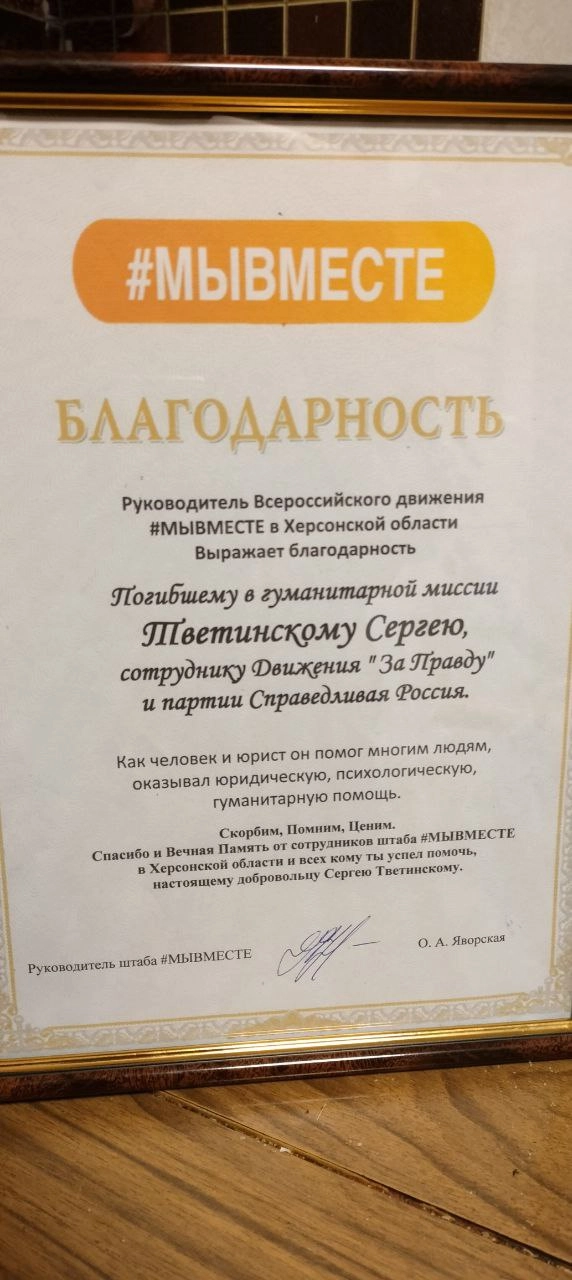 #МЫВМЕСТЕ
БЛАГОДАРНОСТЬ
Руководитель Всероссийского движения
#МЫВМЕСТЕ в Херсонской области
Выражает благодарность
Погибшему в гуманитарной миссии
Тветинскому Сергею,
сотруднику Движения "За Правду"
и партии Справедливая Россия.
Как человек и юрист он помог многим людям,
оказывал юридическую, психологическую,
гуманитарную помощь.
Скорбим, Помним, Ценим.
Спасибо и Вечная Память от сотрудников штаба #МЫВМЕСТЕ
в Херсонской области и всех кому ты успел помочь,
настоящему добровольцу Сергею Тветинскому.
Руководитель штаба #МЫВМЕСТЕ О. А. Яворская